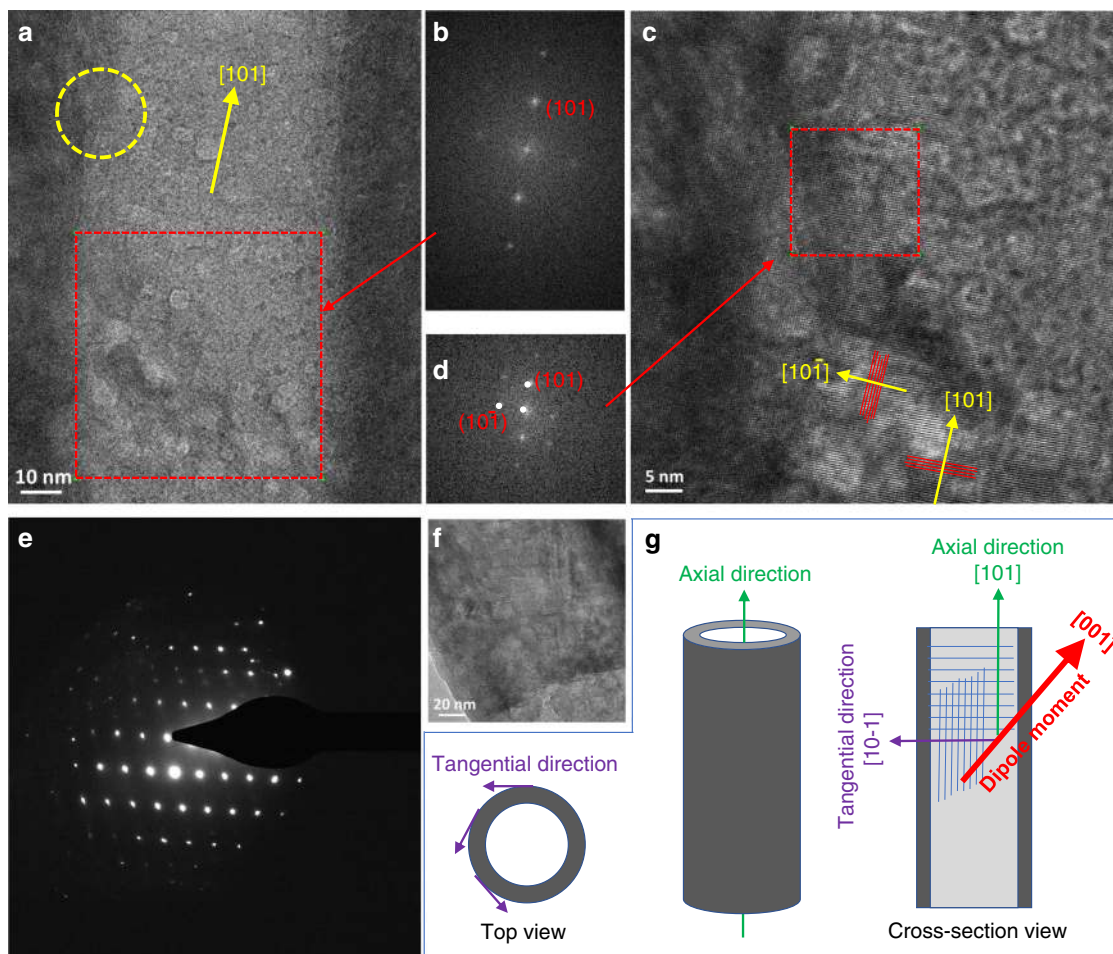 a
[101]
10 nm
b
(101)
c
[101̄]
[101]
5 nm
d
(101)
(101̄)
e
f
20 nm
Tangential direction
Top view
g
Axial direction
Axial direction
[101]
[001]
Dipole moment
Tangential direction
[10-1]
Cross-section view